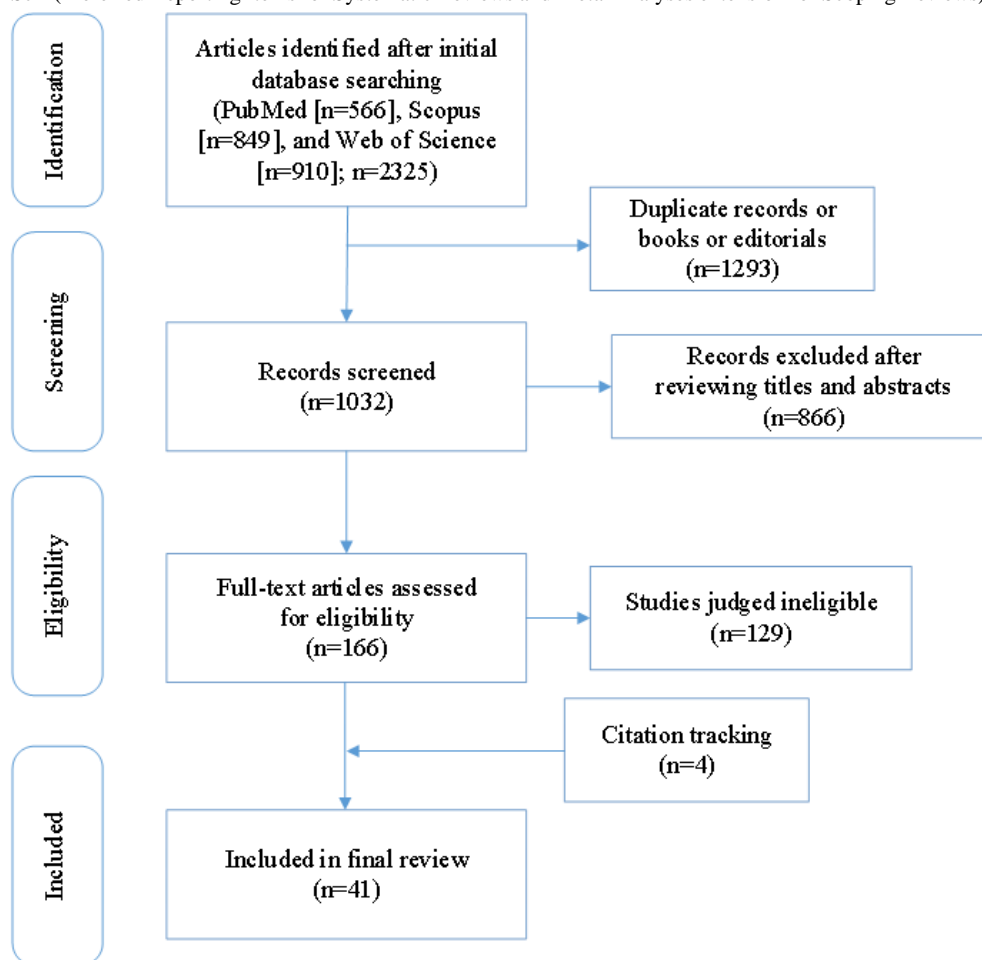 Identification
Articles identified after initial
database searching
(PubMed [n=566], Scopus
[n=849], and Web of Science
[n=910]; n=2325)
Duplicate records or
books or editorials
(n=1293)
Screening
Records screened
(n=1032)
Records excluded after
reviewing titles and abstracts
(n=866)
Eligibility
Full-text articles assessed
for eligibility
(n=166)
Studies judged ineligible
(n=129)
Citation tracking
(n=4)
Included
Included in final review
(n=41)